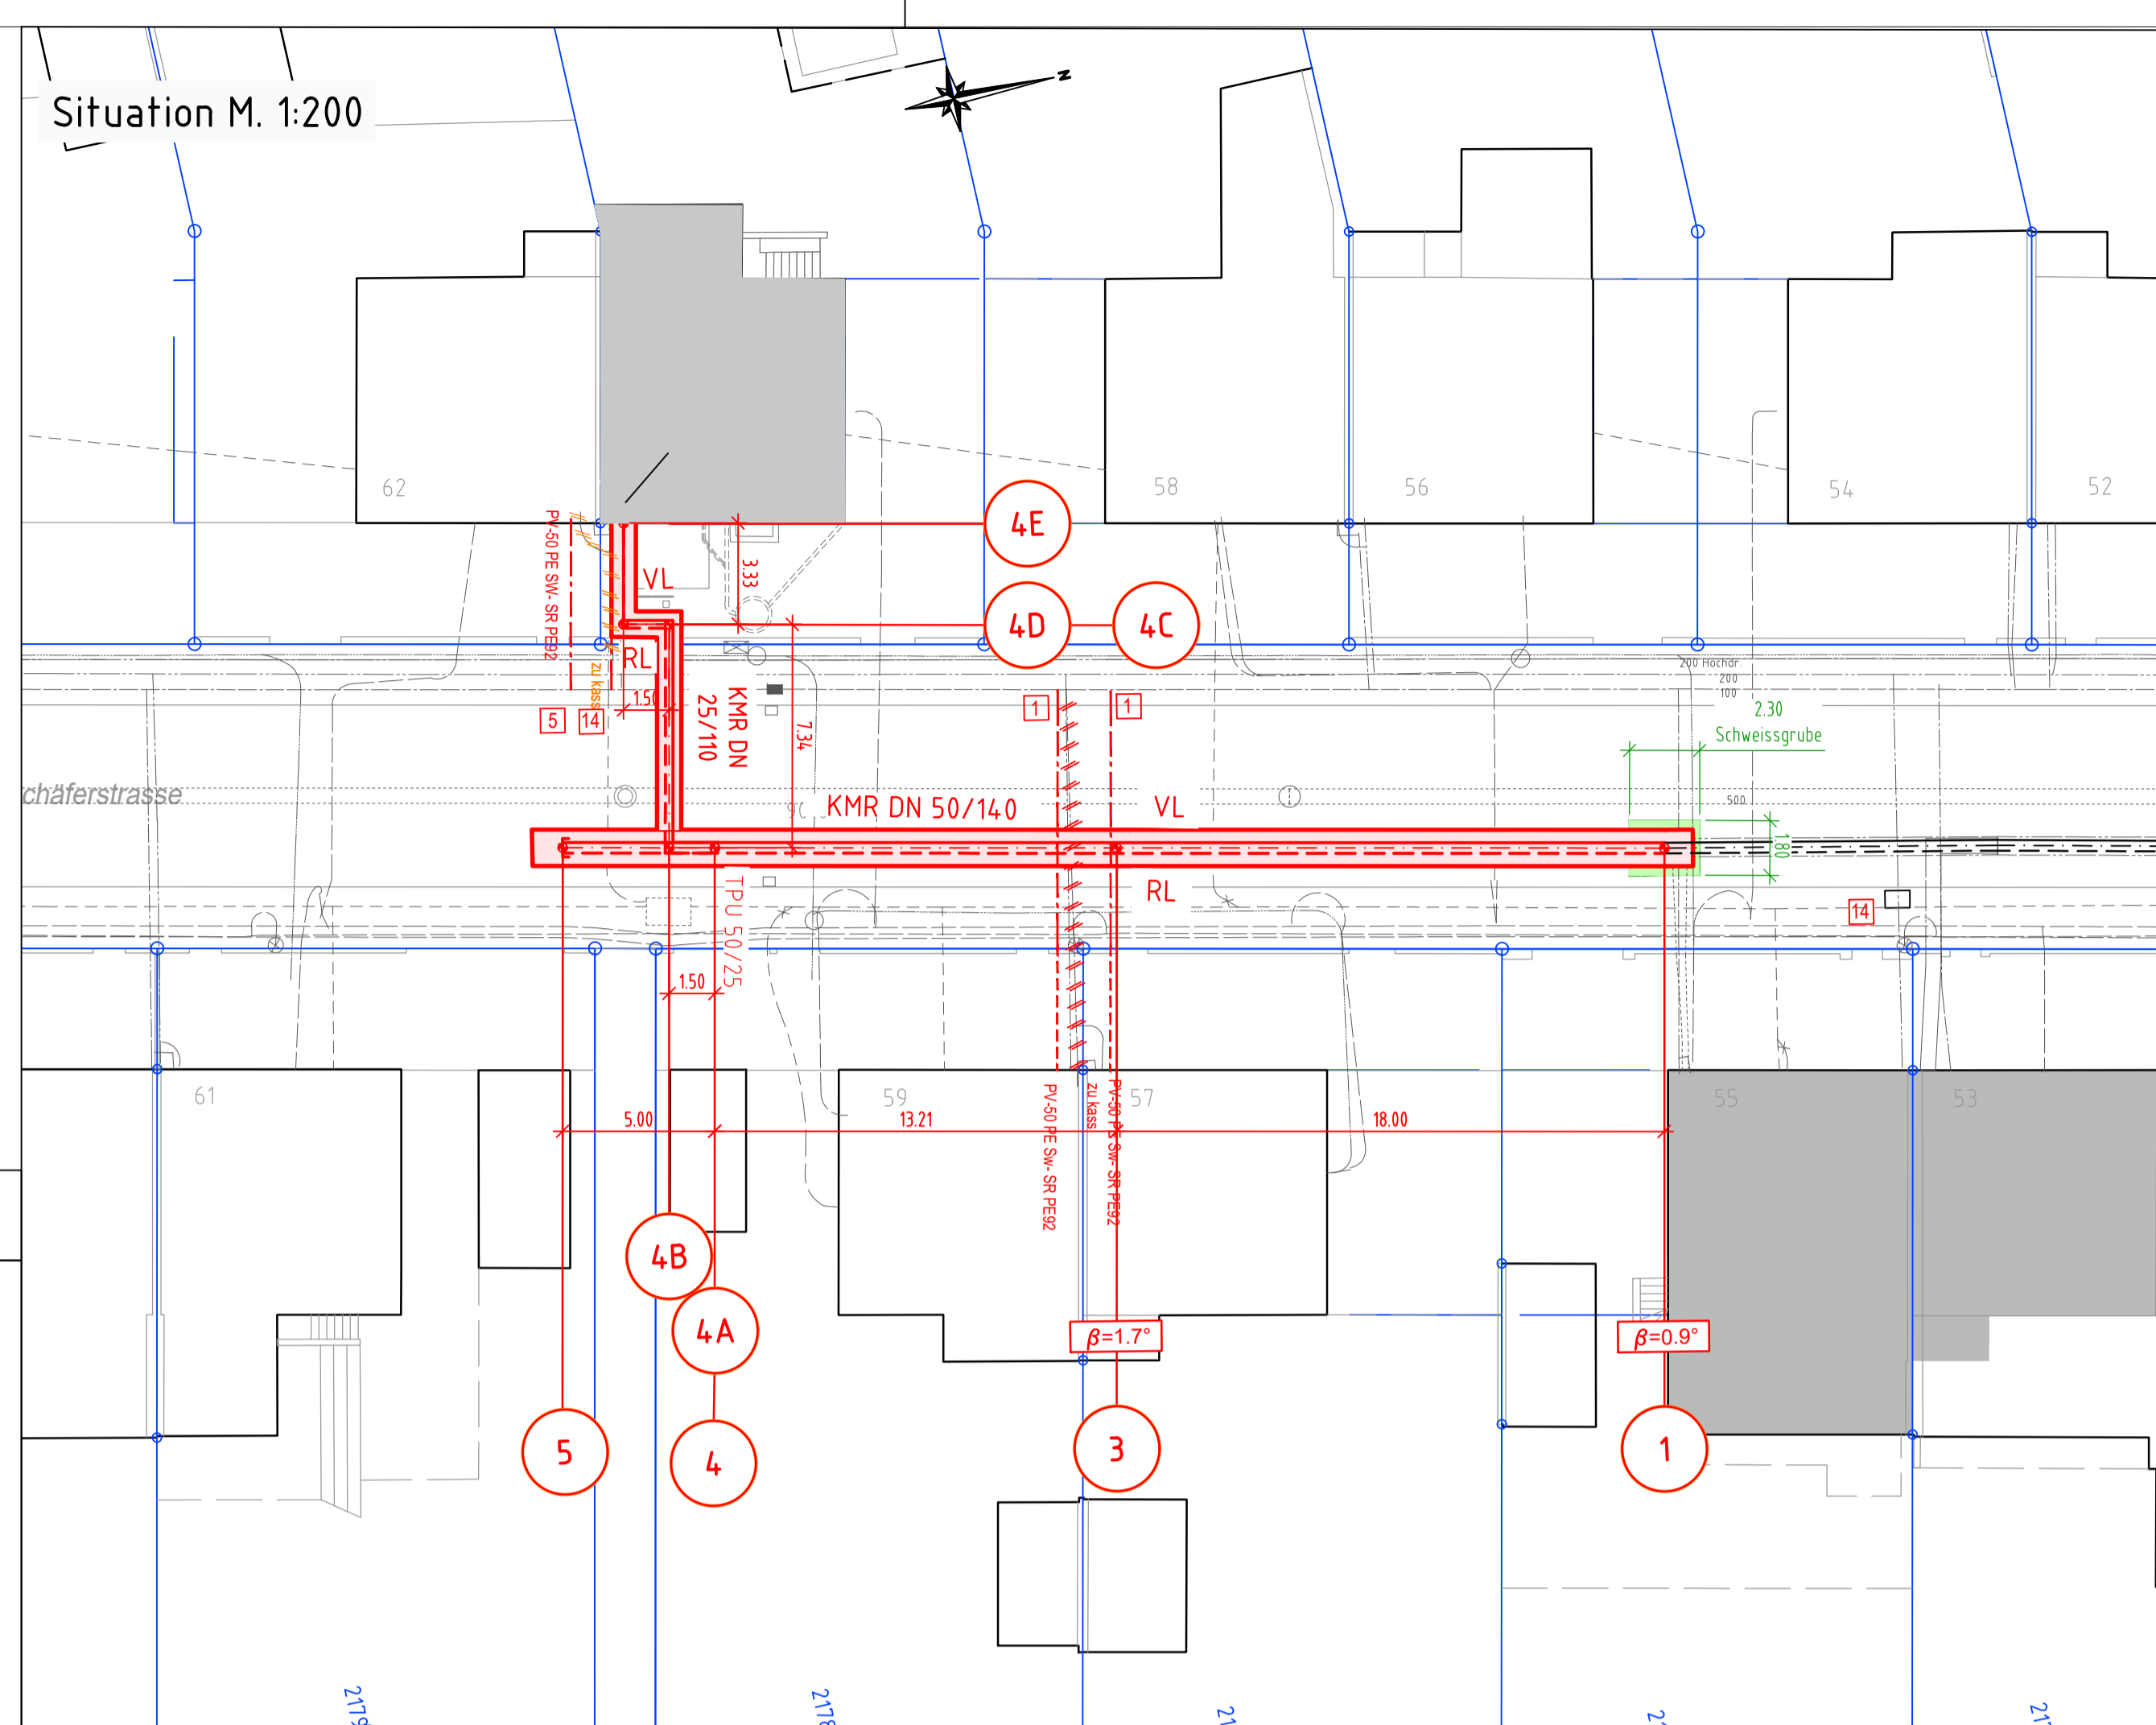 N
Situation M. 1:200
62
58
56
54
52
4E
4D
4C
PV-50 PE SW- SR PE92
VL
3.33
RL
zu kass
1.50
5
14
KMR DN
25/110
7.34
1
1
200 Hochdr.
200
100
2.30
Schweissgrube
chäferstrasse
KMR DN 50/140
VL
500
1.80
RL
14
TPU 50/25
1.50
61
59
57
55
53
PV-50 PE Sw- SR PE92
zu kass
PV-50 PE Sw- SR PE92
5.00
13.21
18.00
4B
4A
β=1.7°
β=0.9°
5
4
3
1
2179
2178